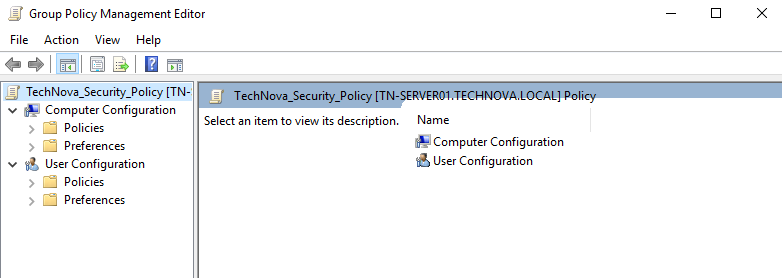 Group Policy Management Editor
File Action View Help
TechNova_Security_Policy [TN-
Computer Configuration
Policies
Preferences
User Configuration
Policies
Preferences
TechNova_Security_Policy [TN-SERVER01.TECHNOVA.LOCAL] Policy
Select an item to view its description.
Name
Computer Configuration
User Configuration